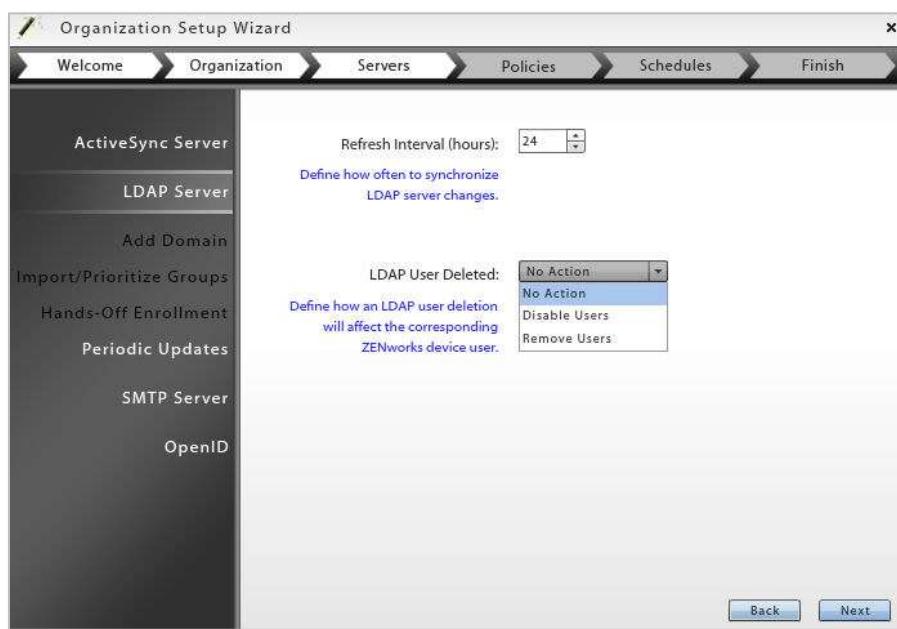 Organization Setup Wizard
x
Welcome
Organization
Servers
Policies
Schedules
Finish
ActiveSync Server
LDAP Server
Add Domain
Import/Prioritize Groups
Hands-Off Enrollment
Periodic Updates
SMTP Server
OpenID
Refresh Interval (hours):
24
Define how often to synchronize
LDAP server changes.
LDAP User Deleted:
No Action
No Action
Disable Users
Remove Users
Define how an LDAP user deletion
will affect the corresponding
ZENworks device user.
Back
Next